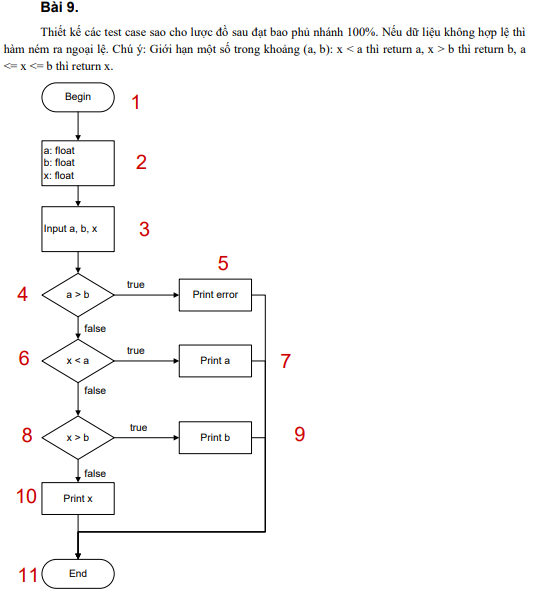 Bài 9.
Thiết kế các test case sao cho lược đồ sau đạt bao phủ nhánh 100%. Nếu dữ liệu không hợp lệ thì
hàm ném ra ngoại lệ. Chú ý: Giới hạn một số trong khoảng (a, b): x < a thì return a, x > b thì return b, a
<= x <= b thì return x.
Begin
1
a: float
b: float
x: float
2
Input a, b, x
3
5
4
a > b
true
Print error
false
6
x < a
true
Print a
7
false
8
x > b
true
Print b
9
false
10
Print x
11
End